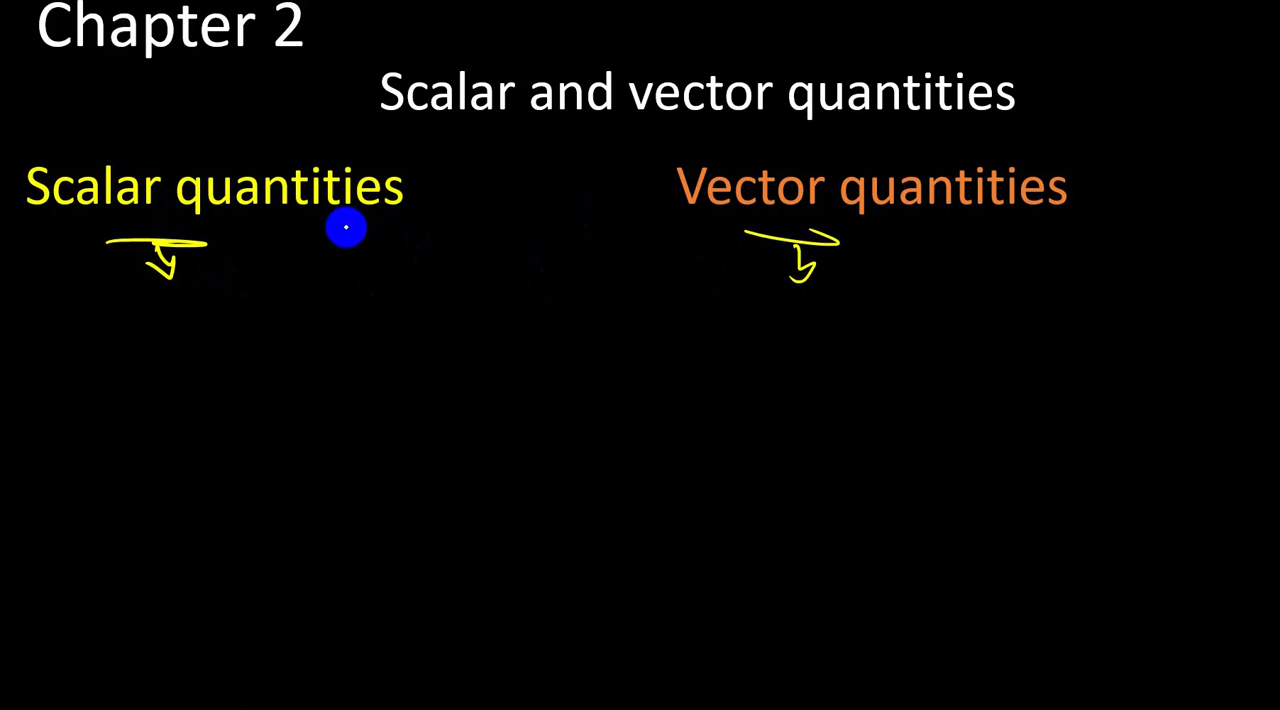 Chapter 2
Scalar and vector quantities
Scalar quantities
Vector quantities